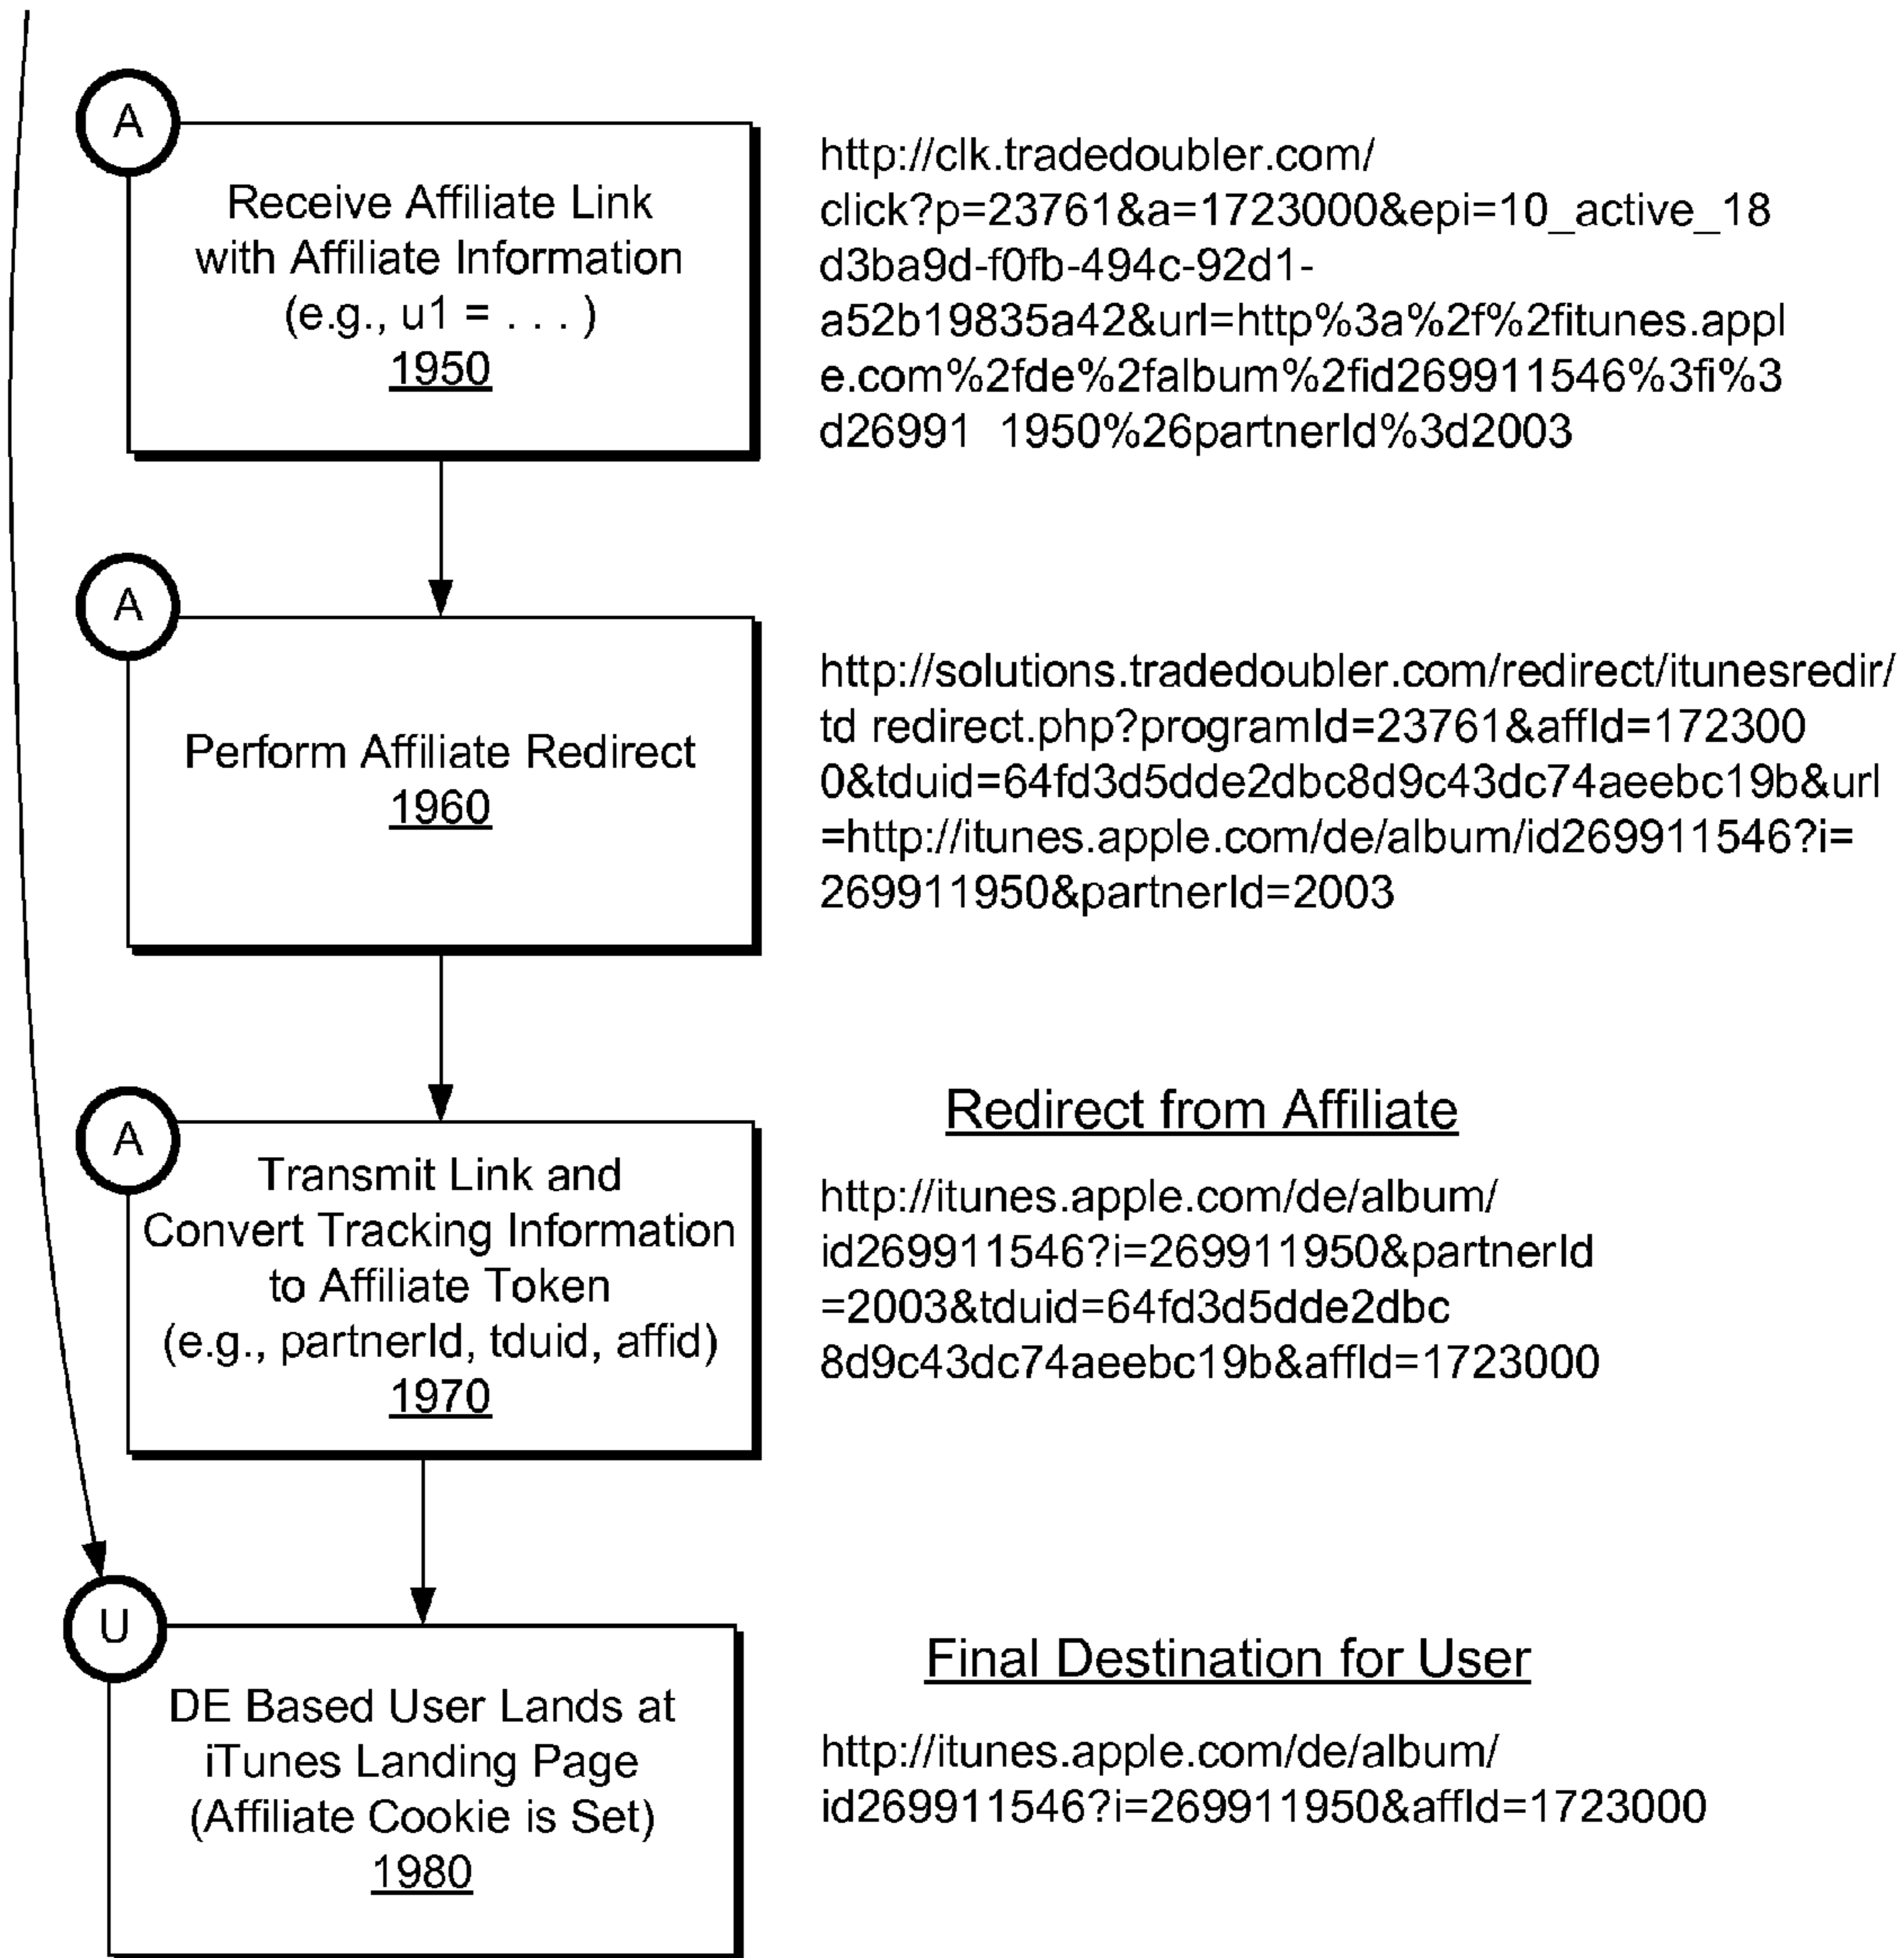 A
Receive Affiliate Link
with Affiliate Information
(e.g., u1 = . . . )
1950
http://clk.tradedoubler.com/
click?p=23761&a=1723000&epi=10_active_18
d3ba9d-f0fb-494c-92d1-
a52b19835a42&url=http%3a%2f%2fitunes.appl
e.com%2fde%2falbum%2fid269911546%3fi%3
d26991 1950%26partnerId%3d2003
A
Perform Affiliate Redirect
1960
http://solutions.tradedoubler.com/redirect/itunesredir/
td redirect.php?programId=23761&affId=172300
0&tduid=64fd3d5dde2dbc8d9c43dc74aeebc19b&url
=http://itunes.apple.com/de/album/id269911546?i=
269911950&partnerId=2003
A
Transmit Link and
Convert Tracking Information
to Affiliate Token
(e.g., partnerId, tduid, affid)
1970
Redirect from Affiliate
http://itunes.apple.com/de/album/
id269911546?i=269911950&partnerId
=2003&tduid=64fd3d5dde2dbc
8d9c43dc74aeebc19b&affId=1723000
U
DE Based User Lands at
iTunes Landing Page
(Affiliate Cookie is Set)
1980
Final Destination for User
http://itunes.apple.com/de/album/
id269911546?i=269911950&affId=1723000